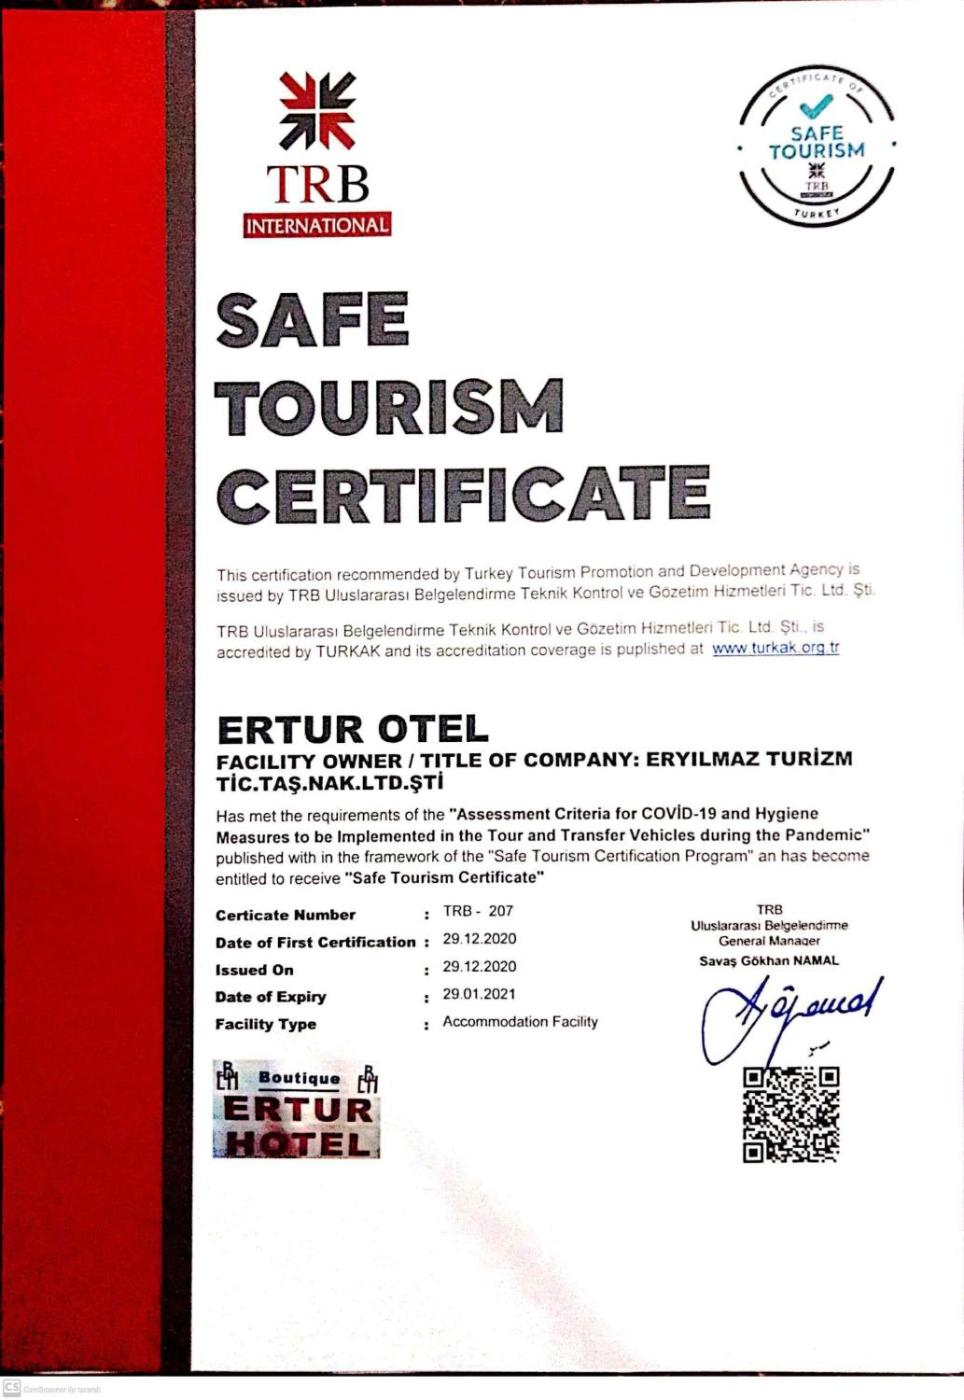 TRB
INTERNATIONAL
CERTIFICATE OF
SAFE
TOURISM
TRB
TURKEY
SAFE
TOURISM
CERTIFICATE
This certification recommended by Turkey Tourism Promotion and Development Agency is
issued by TRB Uluslararası Belgelendirme Teknik Kontrol ve Gözetim Hizmetleri Tic. Ltd. Şti.
TRB Uluslararası Belgelendirme Teknik Kontrol ve Gözetim Hizmetleri Tic. Ltd. Şti., is
accredited by TURKAK and its accreditation coverage is puplished at www.turkak.org.tr
ERTUR OTEL
FACILITY OWNER / TITLE OF COMPANY: ERYILMAZ TURİZM
TİC.TAŞ.NAK.LTD.ŞTİ
Has met the requirements of the "Assessment Criteria for COVİD-19 and Hygiene
Measures to be Implemented in the Tour and Transfer Vehicles during the Pandemic"
published with in the framework of the "Safe Tourism Certification Program" an has become
entitled to receive "Safe Tourism Certificate"
Certicate Number : TRB - 207
Date of First Certification : 29.12.2020
Issued On : 29.12.2020
Date of Expiry : 29.01.2021
Facility Type : Accommodation Facility
TRB
Uluslararası Belgelendirme
General Manager
Savaş Gökhan NAMAL
Boutique
ERTUR
HOTEL
CS CamScanner ile tarandı